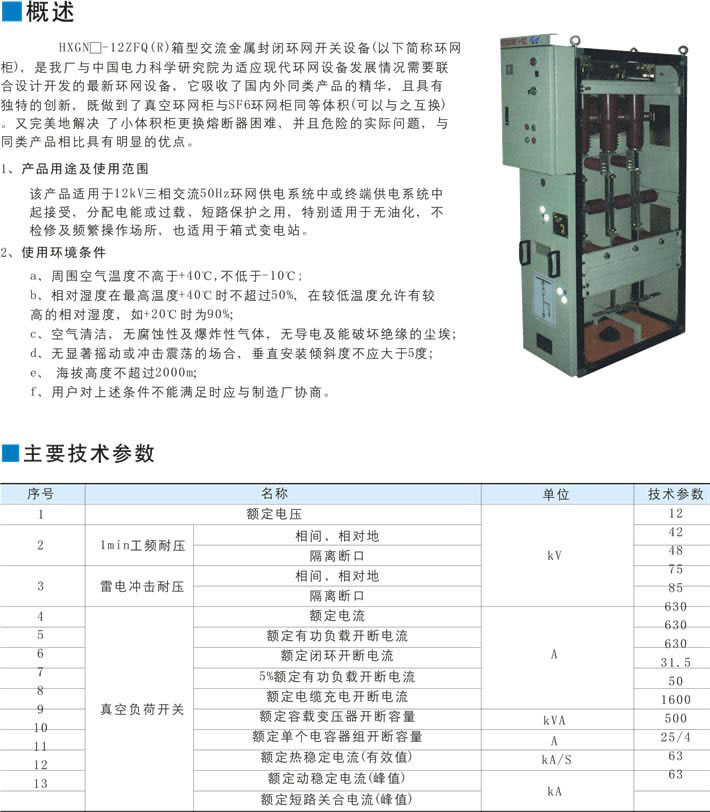 概述
HXGN□-12ZFQ(R)箱型交流金属封闭环网开关设备(以下简称环网
柜)，是我厂与中国电力科学研究院为适应现代环网设备发展情况需要联
合设计开发的最新环网设备，它吸收了国内外同类产品的精华，且具有
独特的创新，既做到了真空环网柜与SF6环网柜同等体积(可以与之互换)
。又完美地解决 了小体积柜更换熔断器困难，并且危险的实际问题，与
同类产品相比具有明显的优点。
1、产品用途及使用范围
该产品适用于12kV三相交流50Hz环网供电系统中或终端供电系统中
起接受，分配电能或过载、短路保护之用，特别适用于无油化，不
检修及频繁操作场所，也适用于箱式变电站。
2、使用环境条件
a、周围空气温度不高于+40℃,不低于-10℃;
b、相对湿度在最高温度+40℃时不超过50%，在较低温度允许有较
高的相对湿度，如+20℃时为90%;
c、空气清洁，无腐蚀性及爆炸性气体，无导电及能破坏绝缘的尘埃;
d、无显著摇动或冲击震荡的场合，垂直安装倾斜度不应大于5度;
e、 海拔高度不超过2000m;
f、用户对上述条件不能满足时应与制造厂协商。
主要技术参数
序号 名称 单位 技术参数
1 额定电压 12
2 1min工频耐压 相间、相对地 kV 42
隔离断口 48
3 雷电冲击耐压 相间、相对地 75
隔离断口 85
4 额定电流 630
5 额定有功负载开断电流 630
6 额定闭环开断电流 A 630
7 5%额定有功负载开断电流 31.5
8 额定电缆充电开断电流 50
9 真空负荷开关 额定容载变压器开断容量 kVA 1600
10 额定单个电容器组开断容量 A 500
11 额定热稳定电流(有效值) kA/S 25/4
12 额定动稳定电流(峰值) kA 63
13 额定短路关合电流(峰值) 63